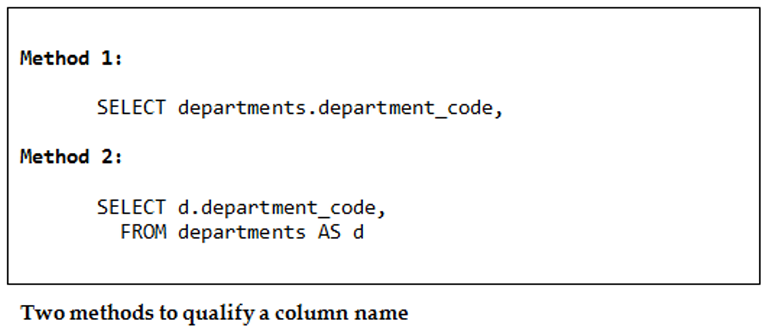 Method 1:
SELECT departments.department_code,
Method 2:
SELECT d.department_code,
FROM departments AS d
Two methods to qualify a column name